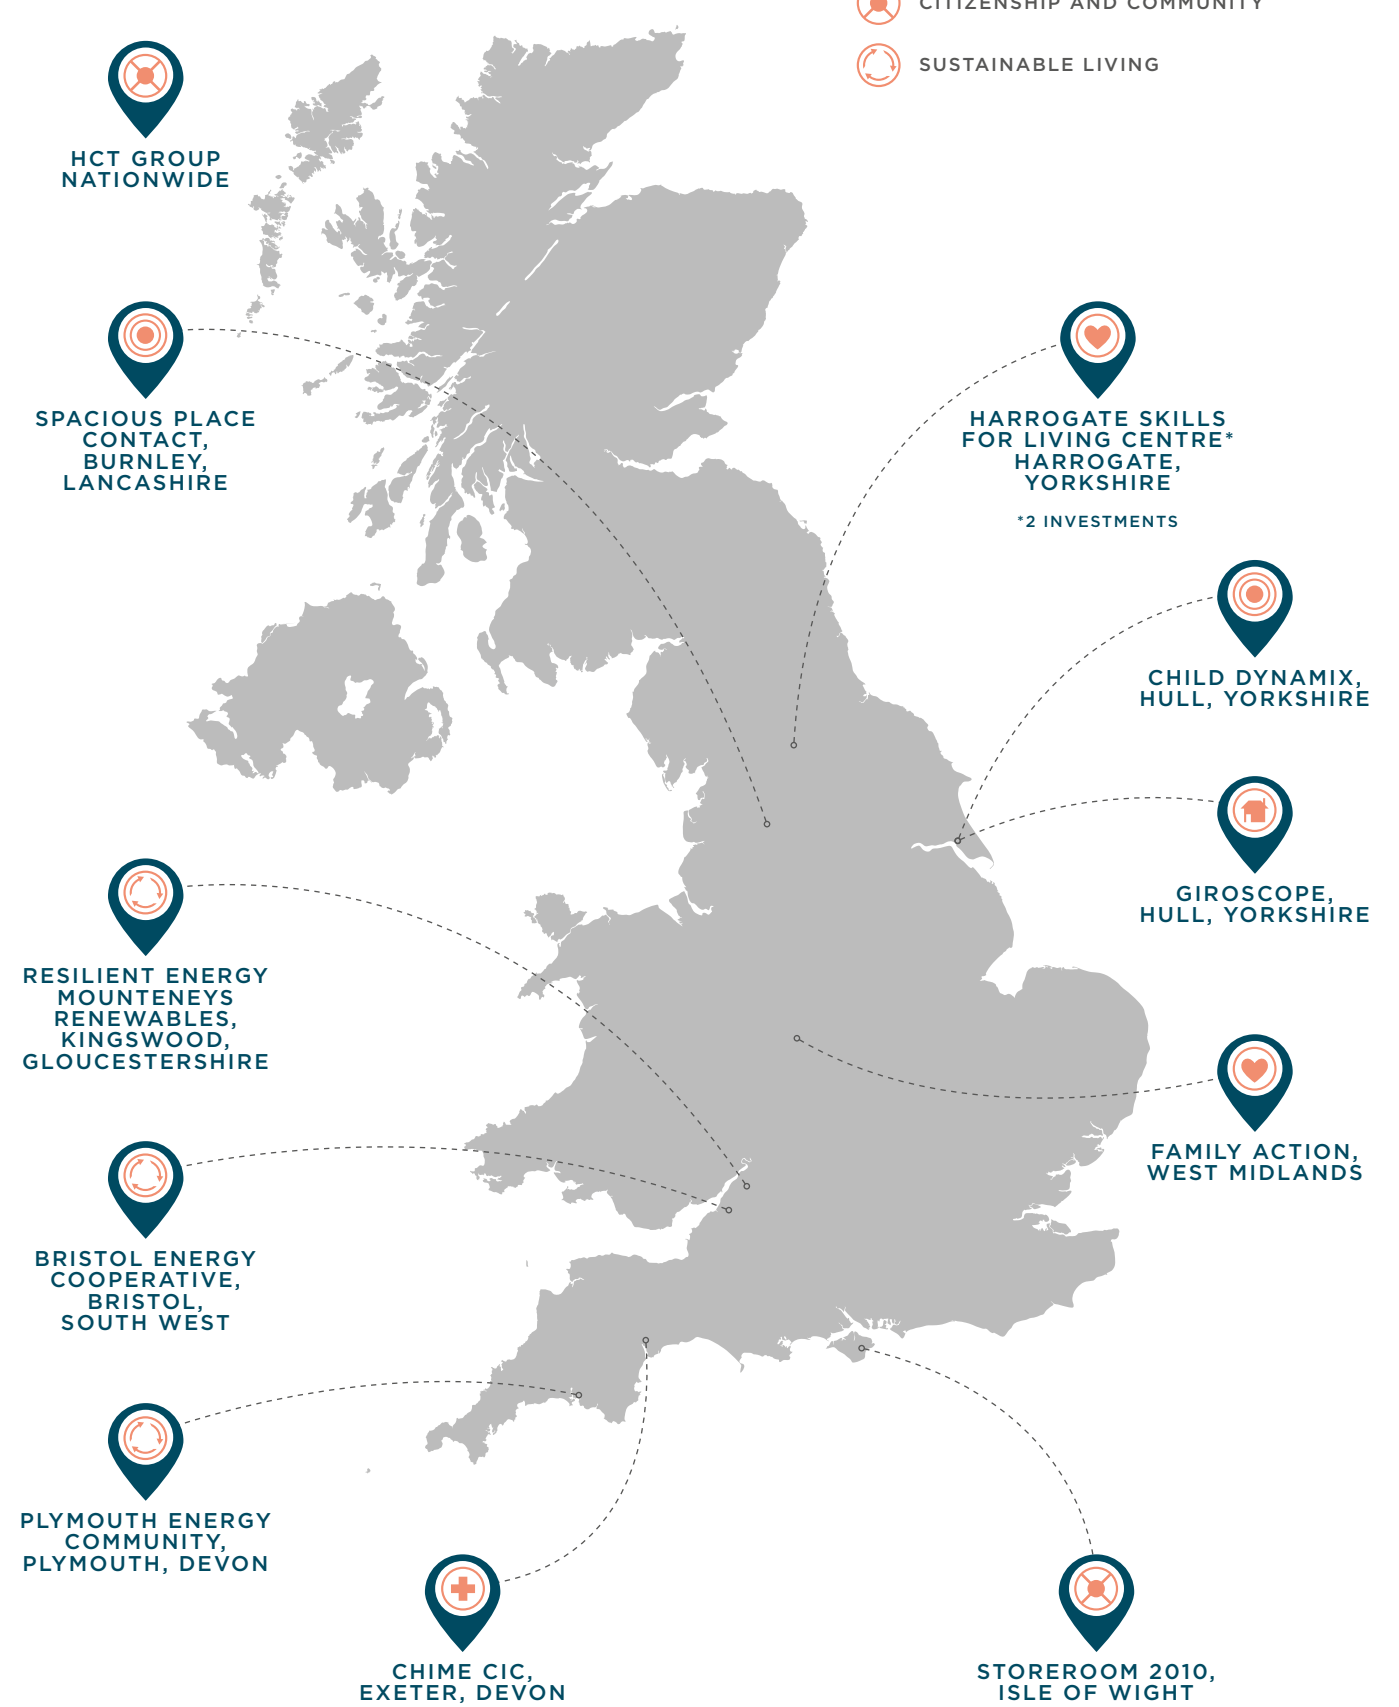 CITIZENSHIP AND COMMUNITY
SUSTAINABLE LIVING
HCT GROUP
NATIONWIDE
SPACIOUS PLACE
CONTACT,
BURNLEY,
LANCASHIRE
HARROGATE SKILLS
FOR LIVING CENTRE*
HARROGATE,
YORKSHIRE
*2 INVESTMENTS
CHILD DYNAMIX,
HULL, YORKSHIRE
GIROSCOPE,
HULL, YORKSHIRE
RESILIENT ENERGY
MOUNTENEYS
RENEWABLES,
KINGSWOOD,
GLOUCESTERSHIRE
FAMILY ACTION,
WEST MIDLANDS
BRISTOL ENERGY
COOPERATIVE,
BRISTOL,
SOUTH WEST
PLYMOUTH ENERGY
COMMUNITY,
PLYMOUTH, DEVON
CHIME CIC,
EXETER, DEVON
STOREROOM 2010,
ISLE OF WIGHT